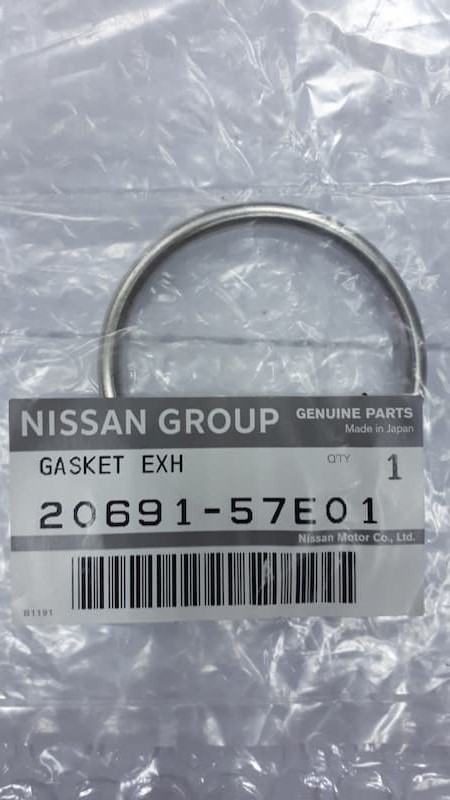 NISSAN GROUP
GENUINE PARTS
Made in Japan
GASKET EXH
Q'TY 1
20691-57E01
Nissan Motor Co., Ltd.
B1191